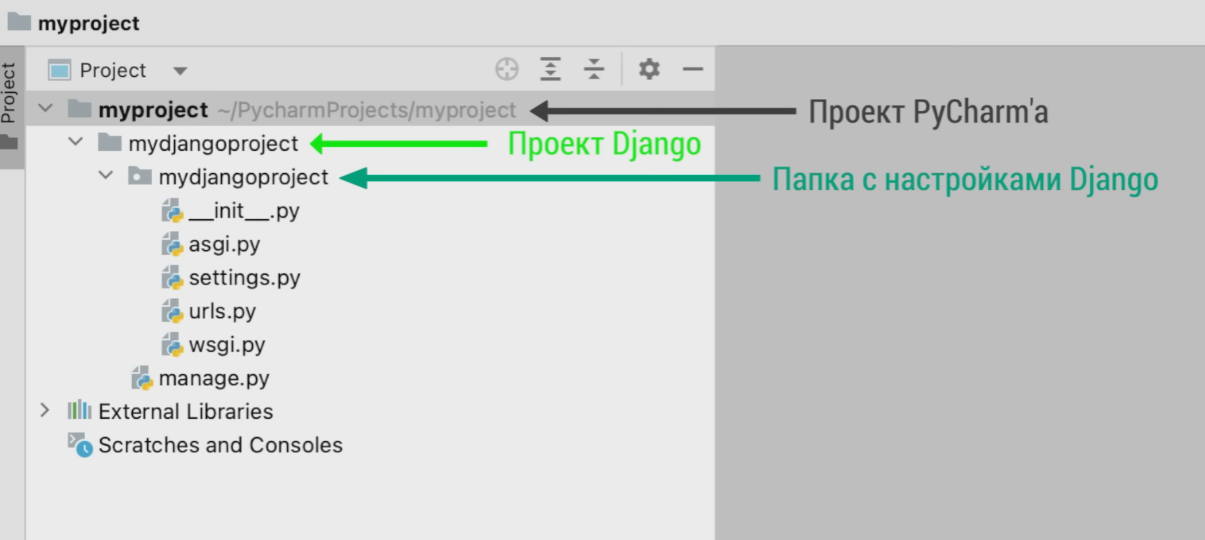 myproject
Project
Project
myproject ~/PycharmProjects/myproject
Проект PyCharm'а
mydjangoproject
Проект Django
mydjangoproject
Папка с настройками Django
__init__.py
asgi.py
settings.py
urls.py
wsgi.py
manage.py
External Libraries
Scratches and Consoles